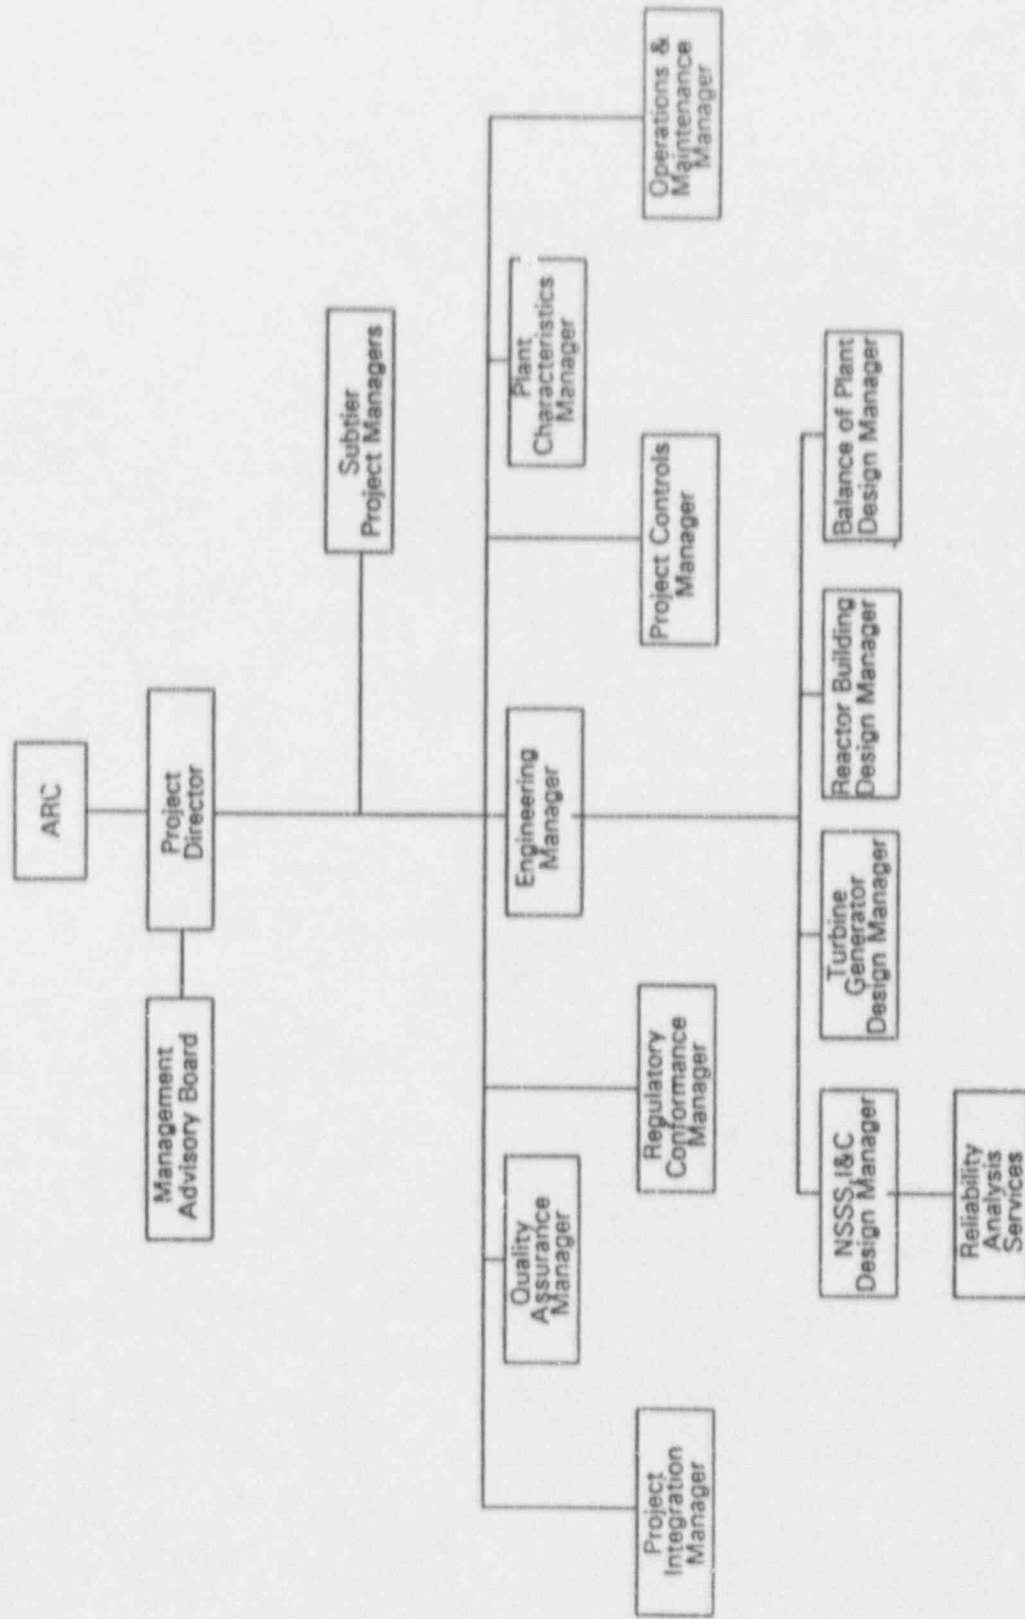 ARC
Management
Advisory Board
Project
Director
Subtier
Project Managers
Project
Integration
Manager
Quality
Assurance
Manager
Regulatory
Conformance
Manager
Engineering
Manager
Project Controls
Manager
Plant
Characteristics
Manager
Operations &
Maintenance
Manager
NSSS, I&C
Design Manager
Turbine
Generator
Design Manager
Reactor Building
Design Manager
Balance of Plant
Design Manager
Reliability
Analysis
Services